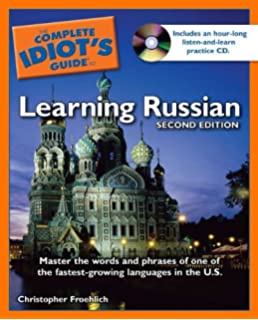 THE
COMPLETE
IDIOT'S
GUIDE TO
Includes an hour-long
listen-and-learn
practice CD.
Learning Russian
SECOND EDITION
Master the words and phrases of one of
the fastest-growing languages in the U.S.
Christopher Froehlich